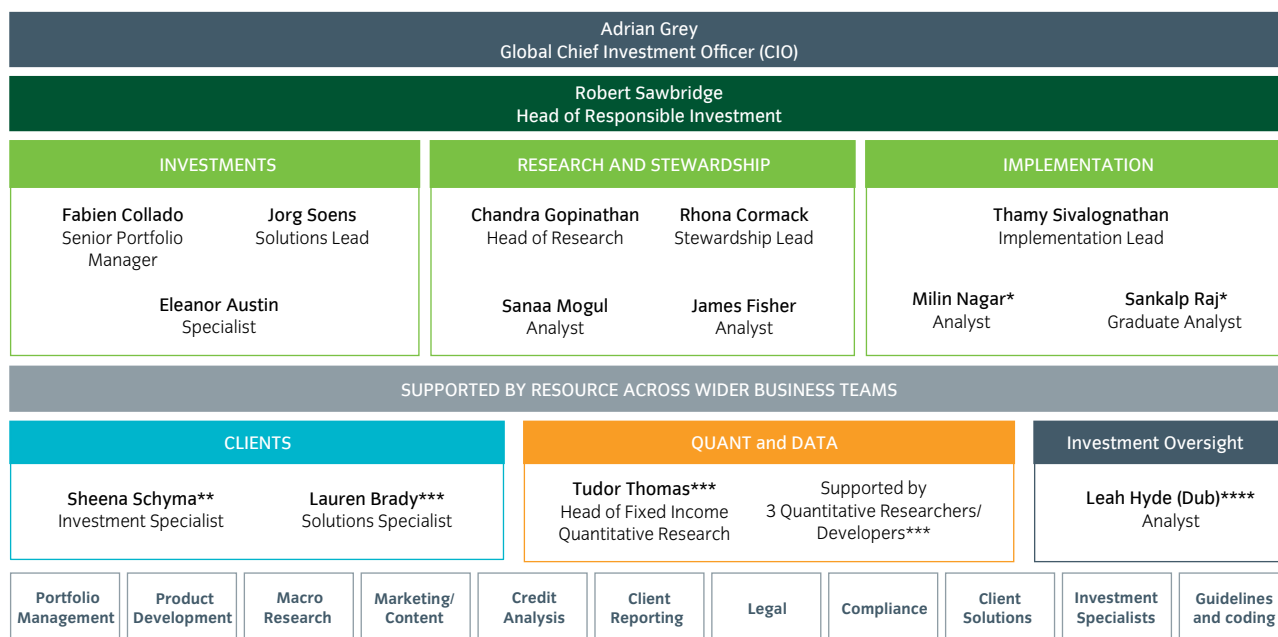 Adrian Grey
Global Chief Investment Officer (CIO)
Robert Sawbridge
Head of Responsible Investment
INVESTMENTS
Fabien Collado
Senior Portfolio
Manager
Jorg Soens
Solutions Lead
Eleanor Austin
Specialist
RESEARCH AND STEWARDSHIP
Chandra Gopinathan
Head of Research
Rhona Cormack
Stewardship Lead
Sanaa Mogul
Analyst
James Fisher
Analyst
IMPLEMENTATION
Thamy Sivalognathan
Implementation Lead
Milin Nagar*
Analyst
Sankalp Raj*
Graduate Analyst
SUPPORTED BY RESOURCE ACROSS WIDER BUSINESS TEAMS
CLIENTS
Sheena Schyma**
Investment Specialist
Lauren Brady***
Solutions Specialist
QUANT and DATA
Tudor Thomas***
Head of Fixed Income
Quantitative Research
Supported by
3 Quantitative Researchers/
Developers***
Investment Oversight
Leah Hyde (Dub)****
Analyst
Portfolio
Management
Product
Development
Macro
Research
Marketing/
Content
Credit
Analysis
Client
Reporting
Legal
Compliance
Client
Solutions
Investment
Specialists
Guidelines
and coding